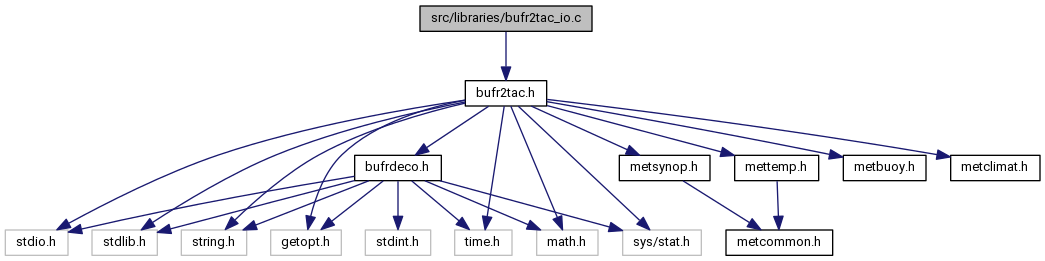 src/libraries/bufr2tac_io.c
bufr2tac.h
bufrdeco.h
metsynop.h
mettemp.h
metbuoy.h
metclimat.h
stdio.h
stdlib.h
string.h
getopt.h
stdint.h
time.h
math.h
sys/stat.h
metcommon.h